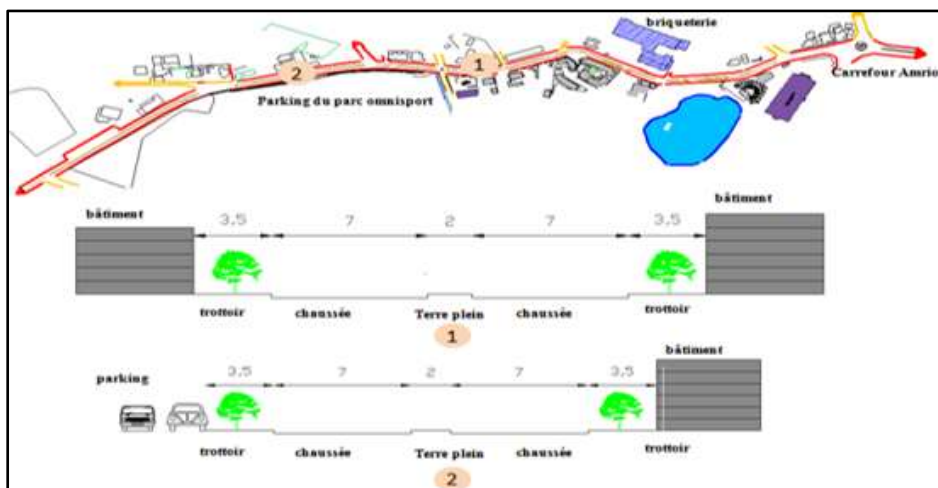 briqueterie
1
2
Carrefour Amrio
Parking du parc omnisport
bâtiment
3,5 7 2 7 3,5
bâtiment
trottoir chaussée Terre plein chaussée trottoir
1
bâtiment
parking
3,5 7 2 7 3,5
trottoir chaussée Terre plein chaussée trottoir
2